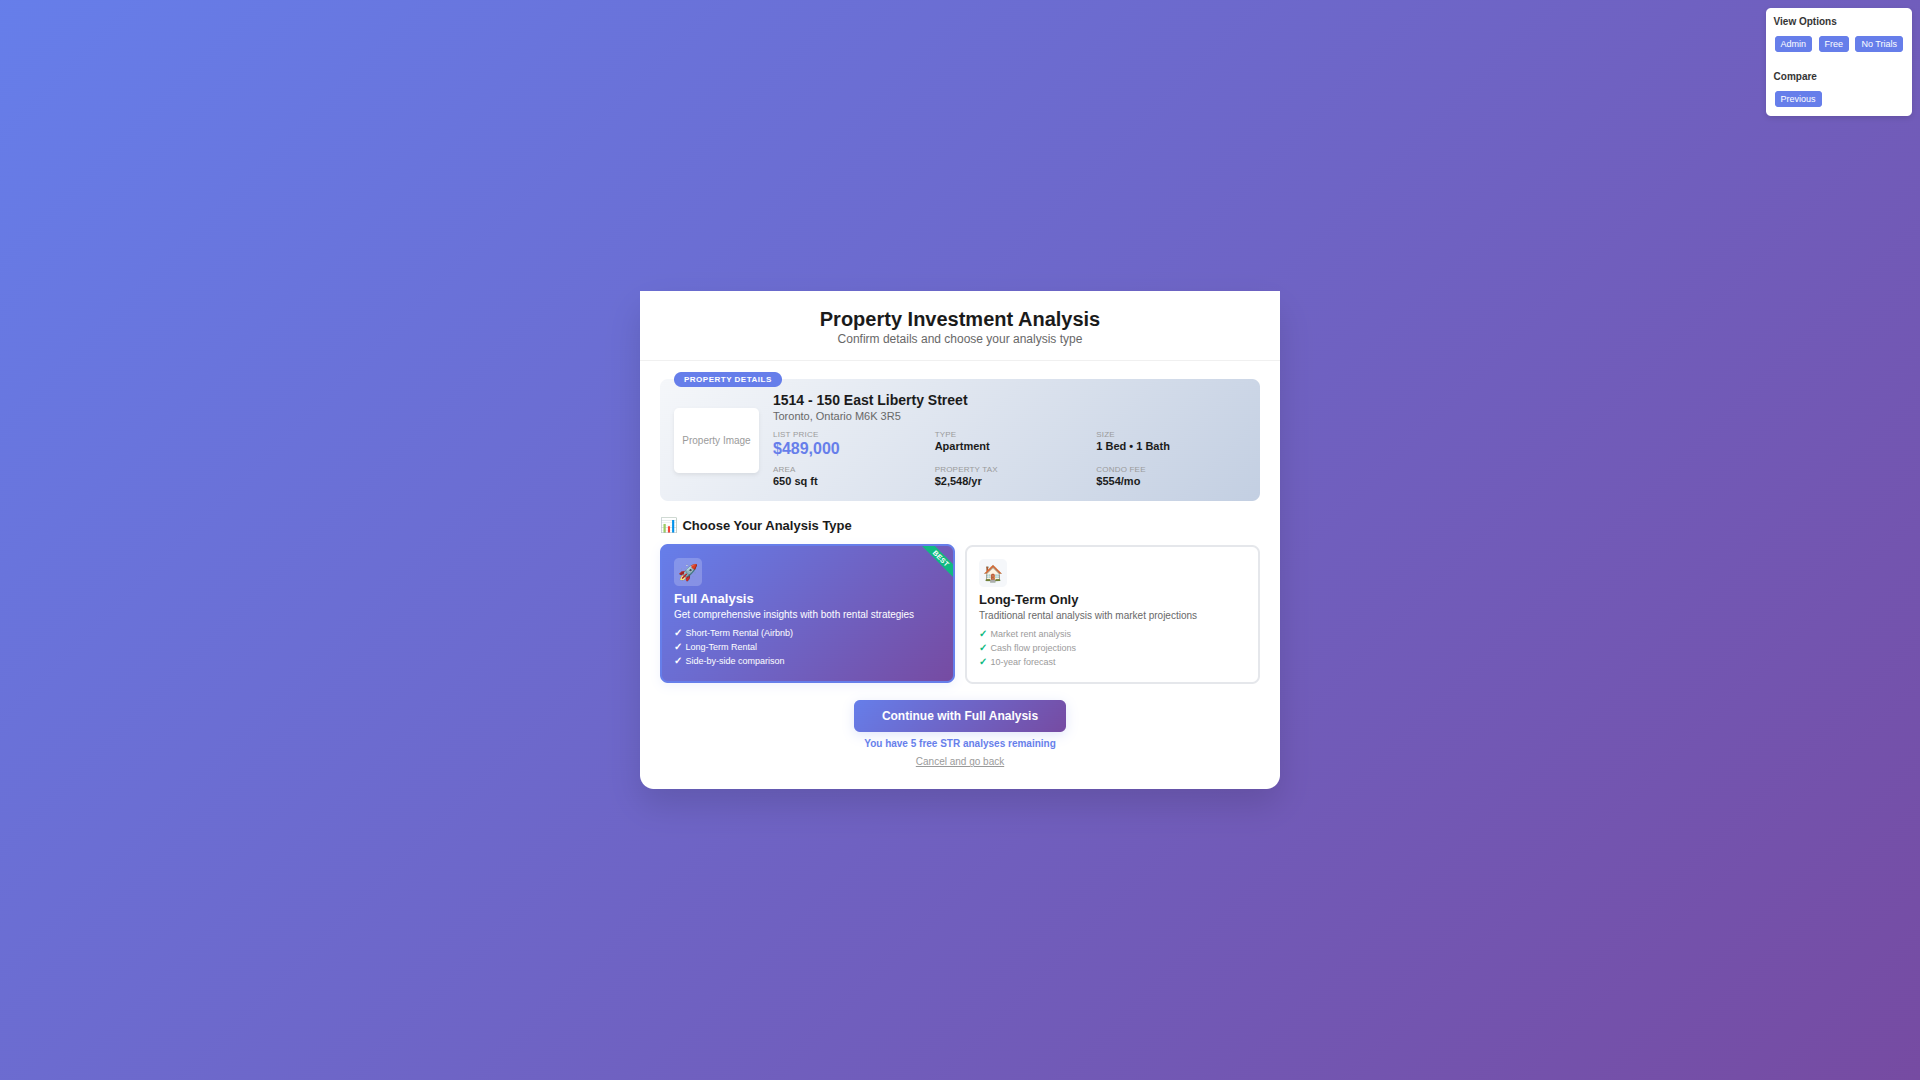 View Options
Admin Free No Trials
Compare
Previous
Property Investment Analysis
Confirm details and choose your analysis type
PROPERTY DETAILS
Property Image
1514 - 150 East Liberty Street
Toronto, Ontario M6K 3R5
LIST PRICE TYPE SIZE
$489,000 Apartment 1 Bed • 1 Bath
AREA PROPERTY TAX CONDO FEE
650 sq ft $2,548/yr $554/mo
📊 Choose Your Analysis Type
BEST
🚀
Full Analysis
Get comprehensive insights with both rental strategies
✓ Short-Term Rental (Airbnb)
✓ Long-Term Rental
✓ Side-by-side comparison
🏠
Long-Term Only
Traditional rental analysis with market projections
✓ Market rent analysis
✓ Cash flow projections
✓ 10-year forecast
Continue with Full Analysis
You have 5 free STR analyses remaining
Cancel and go back